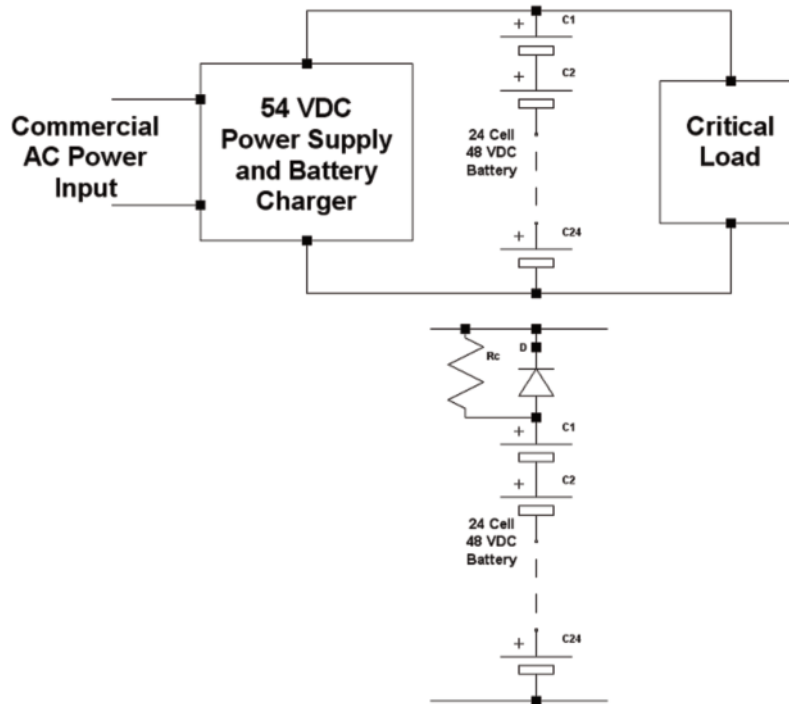 Commercial
AC Power
Input
54 VDC
Power Supply
and Battery
Charger
+
C1
+
C2
24 Cell
48 VDC
Battery
+
C24
Critical
Load
Rc
D
+
C1
+
C2
24 Cell
48 VDC
Battery
+
C24